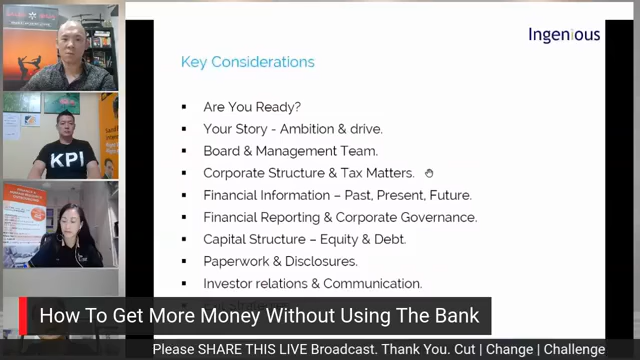 Ingenious
Key Considerations
Are You Ready?
Your Story - Ambition & drive.
Board & Management Team.
Corporate Structure & Tax Matters.
Financial Information – Past, Present, Future.
Financial Reporting & Corporate Governance.
Capital Structure – Equity & Debt.
Paperwork & Disclosures.
Investor relations & Communication.
KPI
How To Get More Money Without Using The Bank
Please SHARE THIS LIVE Broadcast. Thank You. Cut | Change | Challenge